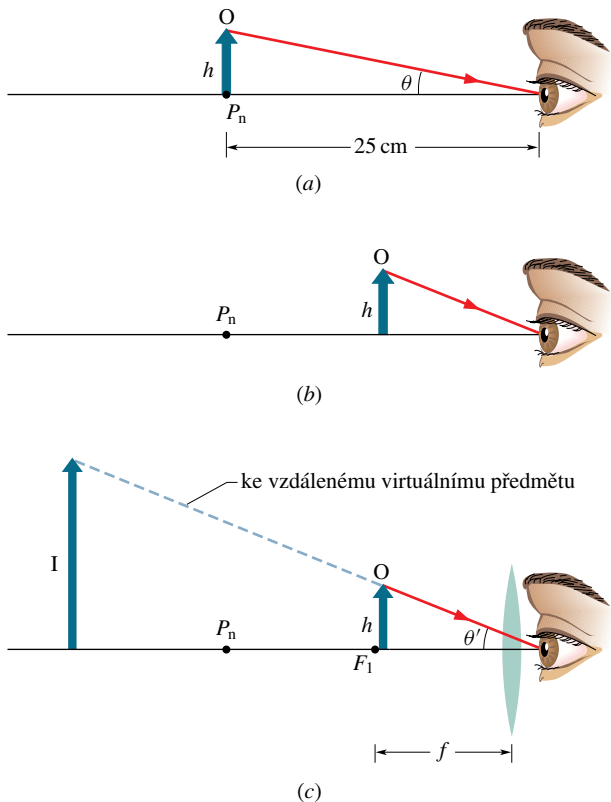 O
h
θ
Pn
25 cm
(a)
O
Pn
h
(b)
ke vzdálenému virtuálnímu předmětu
I
O
Pn
h
θ′
F1
f
(c)